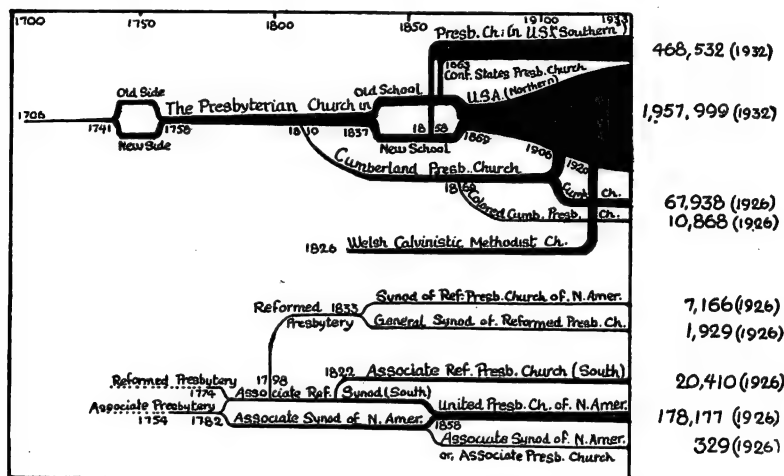 1700 1750 1800 1850 1900 1933
Presb. Ch. (in U.S. "Southern")
468,532 (1932)
1863
Conf. States Presb. Church
Old Side
Old School
U.S.A. (Northern)
1706
The Presbyterian Church in
1,957,999 (1932)
1741 1758 1810 1837 1858 1869
New Side
New School
1906
1920
Cumberland Presb. Church
Cumb. Ch.
67,938 (1926)
1869
Colored Cumb. Presb. Ch.
10,868 (1926)
1826 Welsh Calvinistic Methodist Ch.
Synod of Ref. Presb. Church of N. Amer.
7,166 (1926)
Reformed 1833
Presbytery
General Synod of Reformed Presb. Ch.
1,929 (1926)
1822 Associate Ref. Presb. Church (South)
20,410 (1926)
Reformed Presbytery
1774
1798
Associate Ref. Synod (South)
United Presb. Ch. of N. Amer.
178,177 (1926)
Associate Presbytery
1754 1782
Associate Synod of N. Amer.
1858
Associate Synod of N. Amer.
or, Associate Presb. Church
329 (1926)